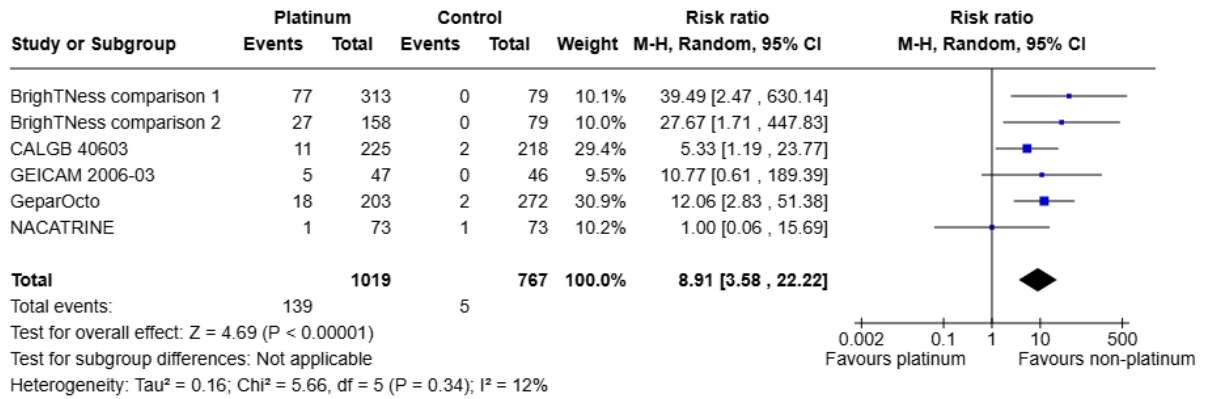 Platinum Control Risk ratio Risk ratio
Study or Subgroup Events Total Events Total Weight M-H, Random, 95% CI M-H, Random, 95% CI
BrighTNess comparison 1 77 313 0 79 10.1% 39.49 [2.47 , 630.14]
BrighTNess comparison 2 27 158 0 79 10.0% 27.67 [1.71 , 447.83]
CALGB 40603 11 225 2 218 29.4% 5.33 [1.19 , 23.77]
GEICAM 2006-03 5 47 0 46 9.5% 10.77 [0.61 , 189.39]
GeparOcto 18 203 2 272 30.9% 12.06 [2.83 , 51.38]
NACATRINE 1 73 1 73 10.2% 1.00 [0.06 , 15.69]
Total 1019 767 100.0% 8.91 [3.58 , 22.22]
Total events: 139 5
Test for overall effect: Z = 4.69 (P < 0.00001)
0.002 0.1 1 10 500
Test for subgroup differences: Not applicable
Favours platinum Favours non-platinum
Heterogeneity: Tau² = 0.16; Chi² = 5.66, df = 5 (P = 0.34); I² = 12%